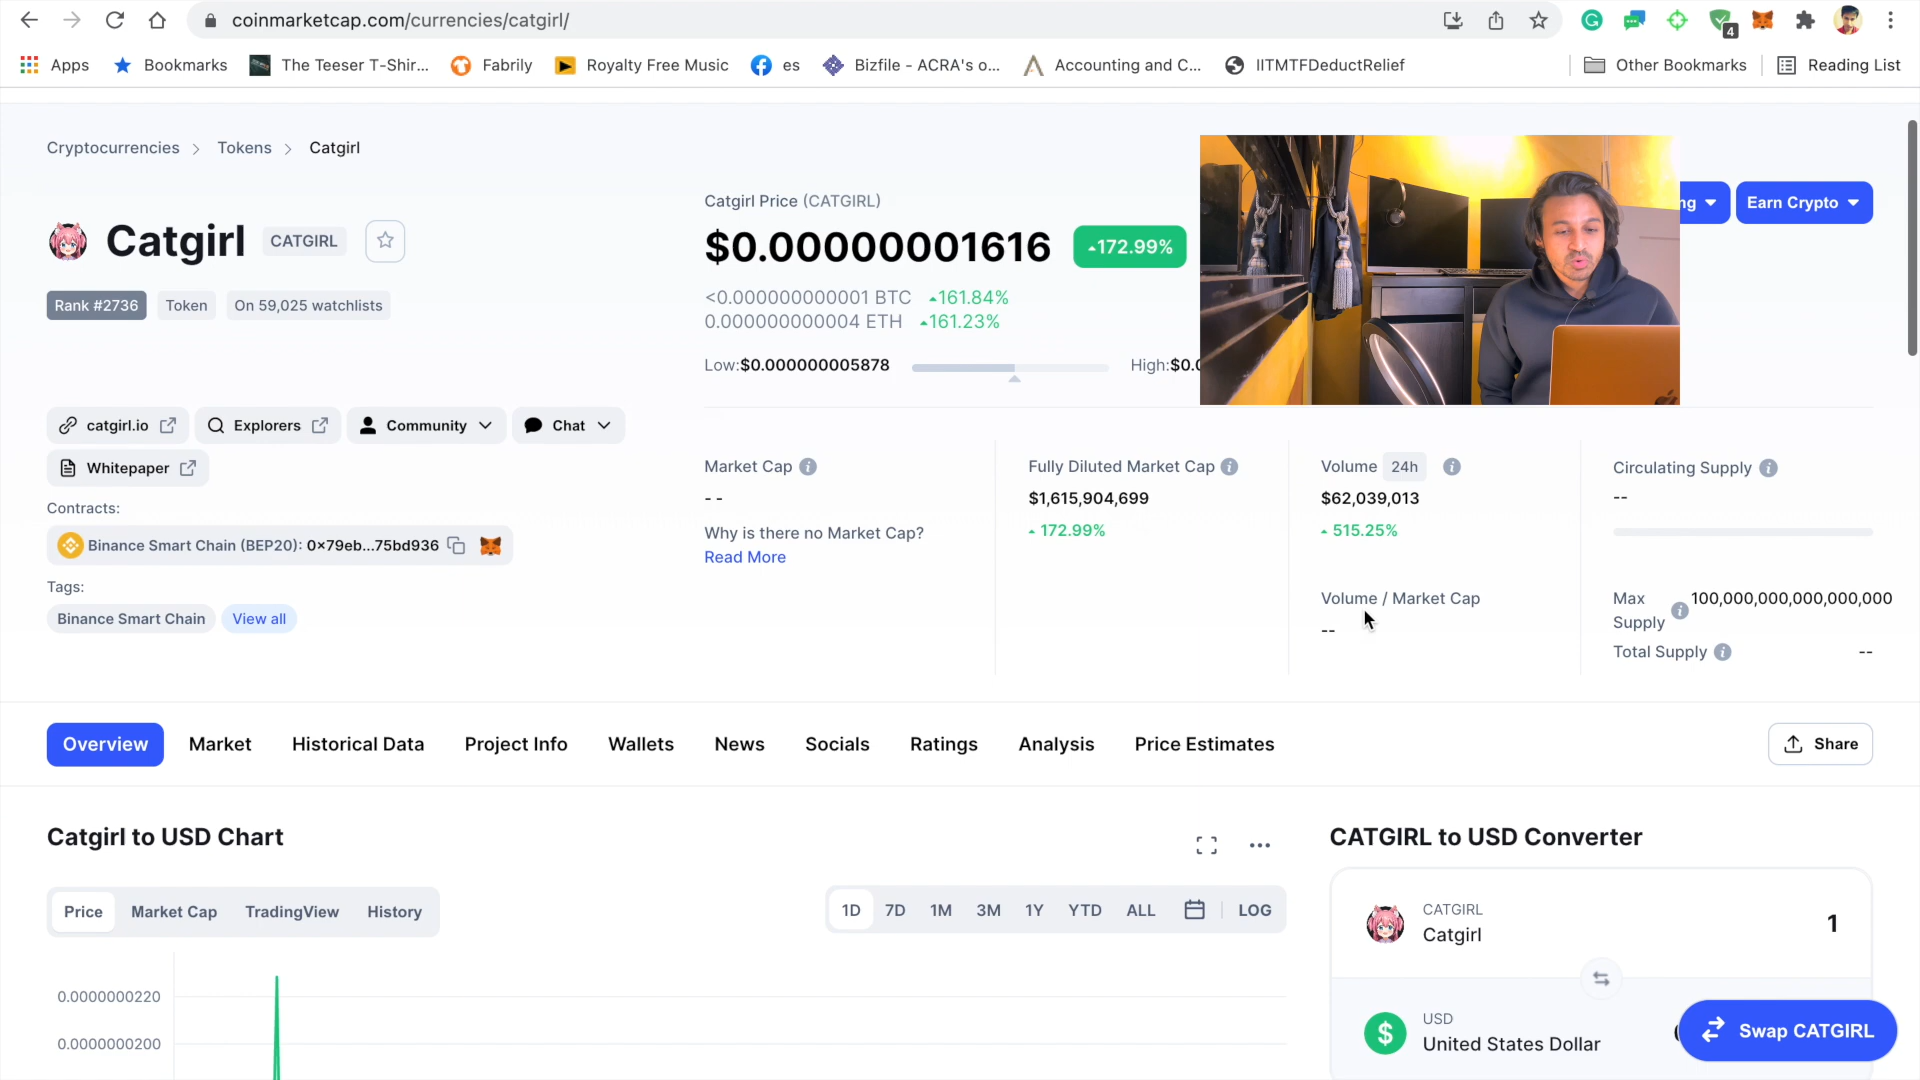 coinmarketcap.com/currencies/catgirl/
4
Apps
Bookmarks
The Teeser T-Shir...
Fabrily
Royalty Free Music
es
Bizfile - ACRA's o...
Accounting and C...
IITMTFDeductRelief
Other Bookmarks
Reading List
Cryptocurrencies
Tokens
Catgirl
Catgirl
CATGIRL
Rank #2736
Token
On 59,025 watchlists
catgirl.io
Explorers
Community
Chat
Whitepaper
Contracts:
Binance Smart Chain (BEP20): 0x79eb...75bd936
Tags:
Binance Smart Chain
View all
Catgirl Price (CATGIRL)
$0.00000001616
172.99%
<0.000000000001 BTC 161.84%
0.000000000004 ETH 161.23%
Low:$0.000000005878
High:$0.
ng
Earn Crypto
Market Cap
- -
Why is there no Market Cap?
Read More
Fully Diluted Market Cap
$1,615,904,699
172.99%
Volume 24h
$62,039,013
515.25%
Volume / Market Cap
--
Circulating Supply
--
Max Supply
100,000,000,000,000,000
Total Supply
--
Overview
Market
Historical Data
Project Info
Wallets
News
Socials
Ratings
Analysis
Price Estimates
Share
Catgirl to USD Chart
Price
Market Cap
TradingView
History
1D
7D
1M
3M
1Y
YTD
ALL
LOG
0.0000000220
0.0000000200
CATGIRL to USD Converter
CATGIRL
Catgirl
1
USD
United States Dollar
Swap CATGIRL